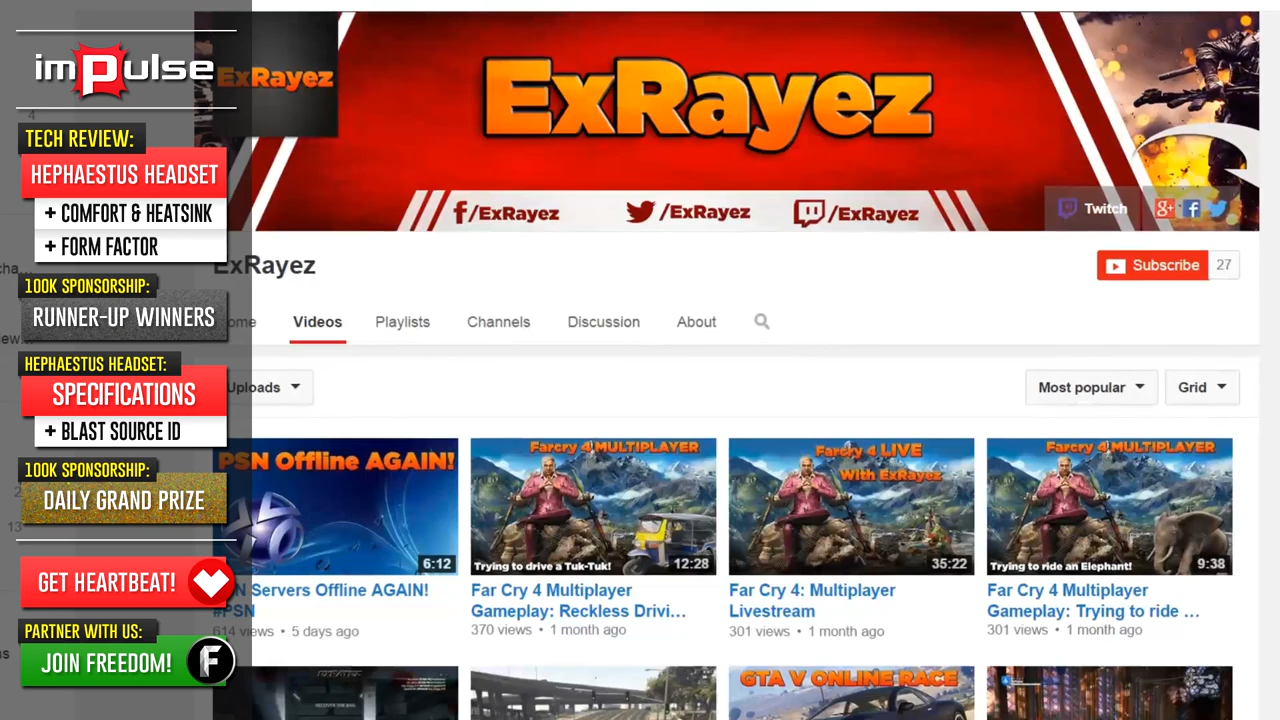 imPulse
TECH REVIEW:
HEPHAESTUS HEADSET
+ COMFORT & HEATSINK
+ FORM FACTOR
100K SPONSORSHIP:
RUNNER-UP WINNERS
HEPHAESTUS HEADSET:
SPECIFICATIONS
+ BLAST SOURCE ID
100K SPONSORSHIP:
DAILY GRAND PRIZE
GET HEARTBEAT!
PARTNER WITH US:
JOIN FREEDOM!
F
ExRayez
ExRayez
f/ExRayez
/ExRayez
/ExRayez
Twitch
g+ f
ExRayez
Subscribe 27
ome Videos Playlists Channels Discussion About
Uploads
Most popular Grid
PSN Offline AGAIN!
6:12
Servers Offline AGAIN!
#PSN
614 views • 5 days ago
Farcry 4 MULTIPLAYER
Trying to drive a Tuk-Tuk!
12:28
Far Cry 4 Multiplayer
Gameplay: Reckless Drivi...
370 views • 1 month ago
Farcry 4 LIVE
With ExRayez
35:22
Far Cry 4: Multiplayer
Livestream
301 views • 1 month ago
Farcry 4 MULTIPLAYER
Trying to ride an Elephant!
9:38
Far Cry 4 Multiplayer
Gameplay: Trying to ride ...
301 views • 1 month ago
GTA V ONLINE RACE